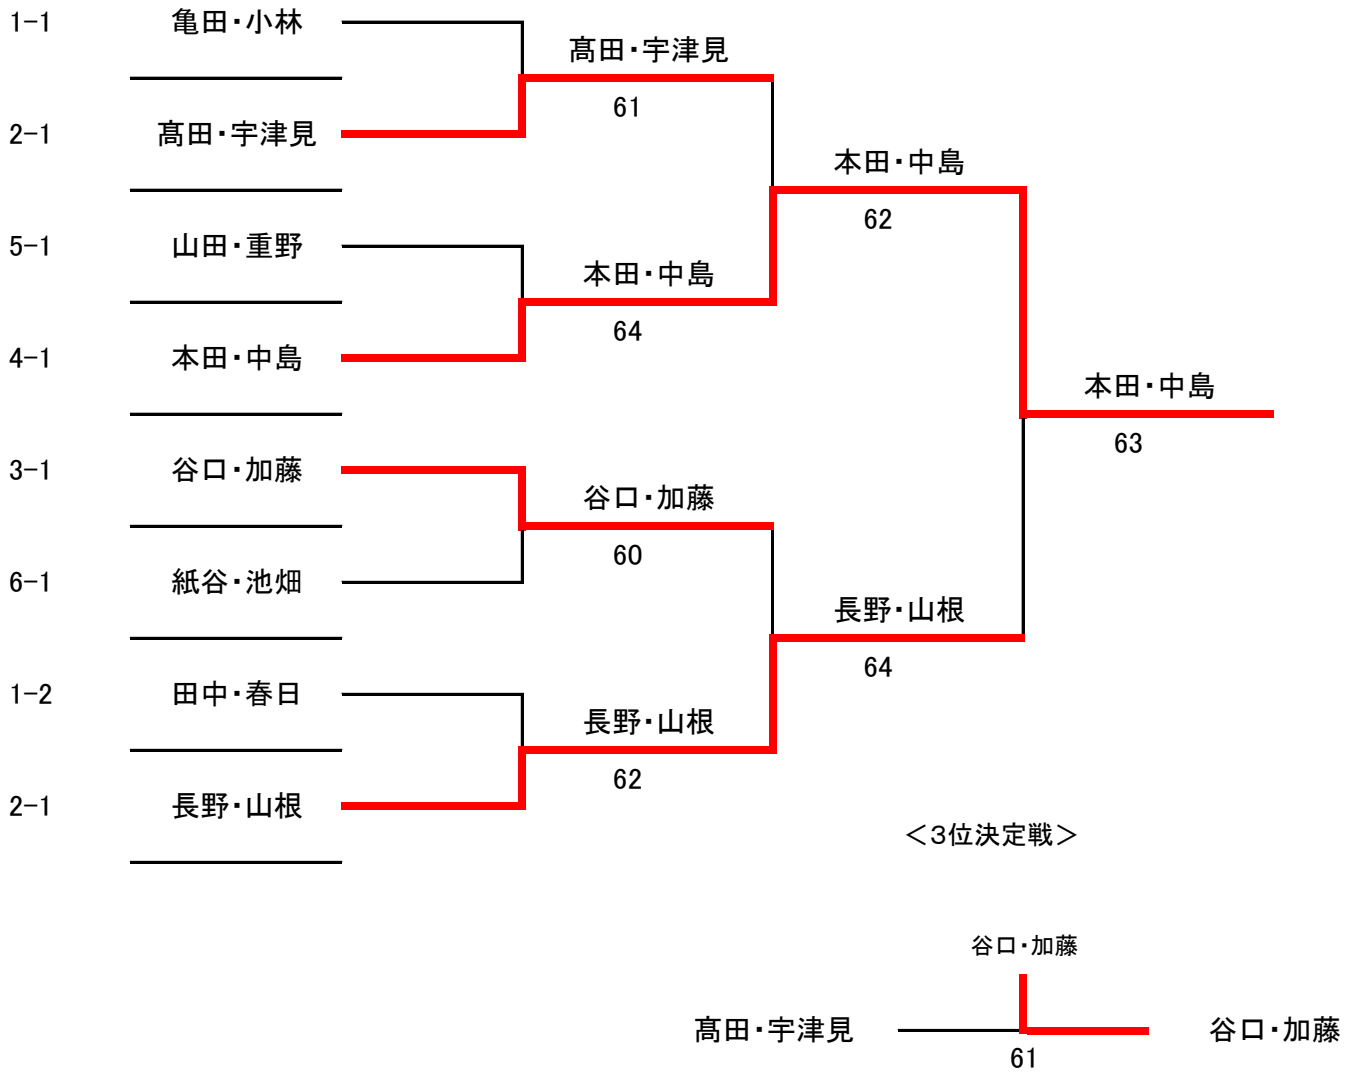 1-1 亀田・小林
髙田・宇津見
61
2-1 髙田・宇津見
本田・中島
62
5-1 山田・重野
本田・中島
64
4-1 本田・中島
本田・中島
63
3-1 谷口・加藤
谷口・加藤
60
6-1 紙谷・池畑
長野・山根
64
1-2 田中・春日
長野・山根
62
2-1 長野・山根
＜3位決定戦＞
谷口・加藤
髙田・宇津見 谷口・加藤
61